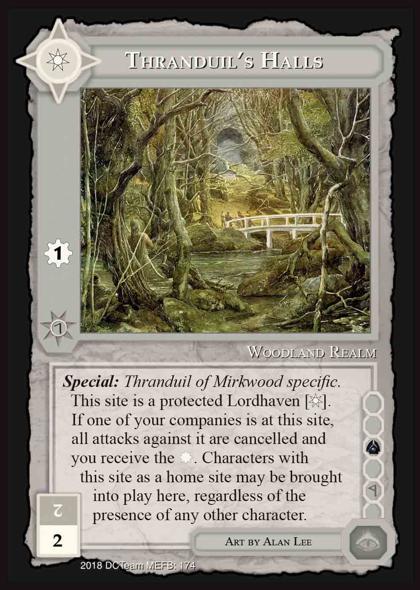 Thranduil's Halls
1
1
Woodland Realm
Special: Thranduil of Mirkwood specific.
This site is a protected Lordhaven [ ].
If one of your companies is at this site,
all attacks against it are cancelled and
you receive the . Characters with
this site as a home site may be brought
into play here, regardless of the
presence of any other character.
2
2
Art by Alan Lee
2018 DCTeam MEFB: 174